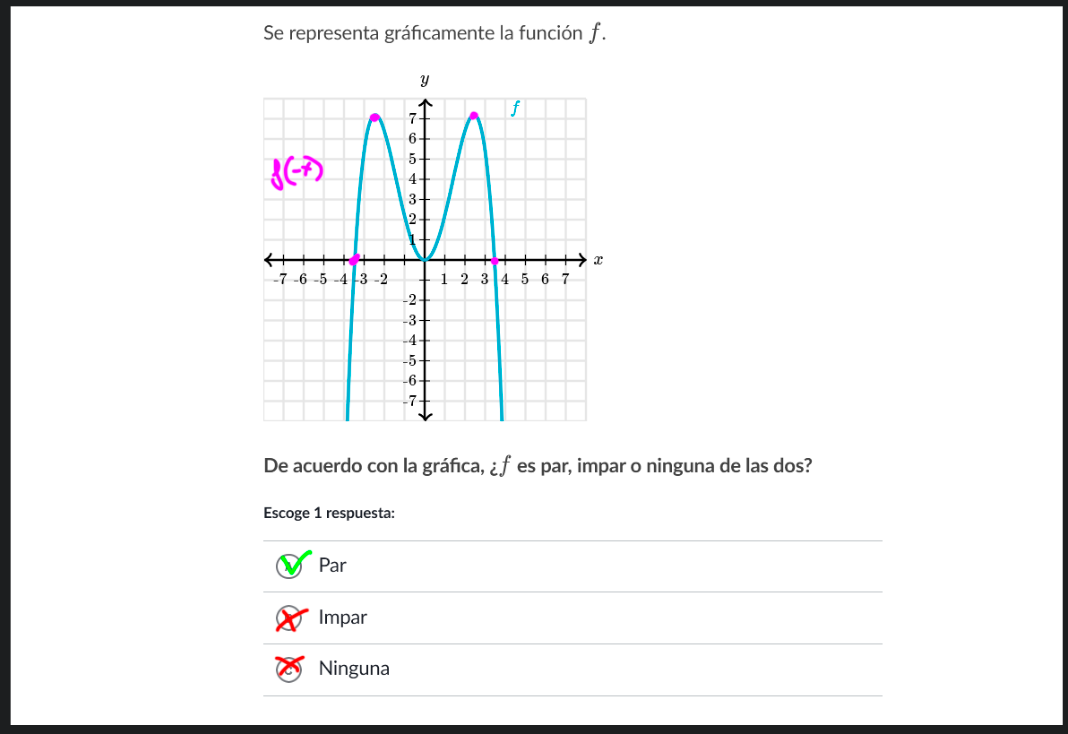 Se representa gráficamente la función f.
y
f
7
6
5
4
3
2
1
f(-x)
x
-7 -6 -5 -4 -3 -2 1 2 3 4 5 6 7
-2
-3
-4
-5
-6
-7
De acuerdo con la gráfica, ¿f es par, impar o ninguna de las dos?
Escoge 1 respuesta:
Par
Impar
C Ninguna